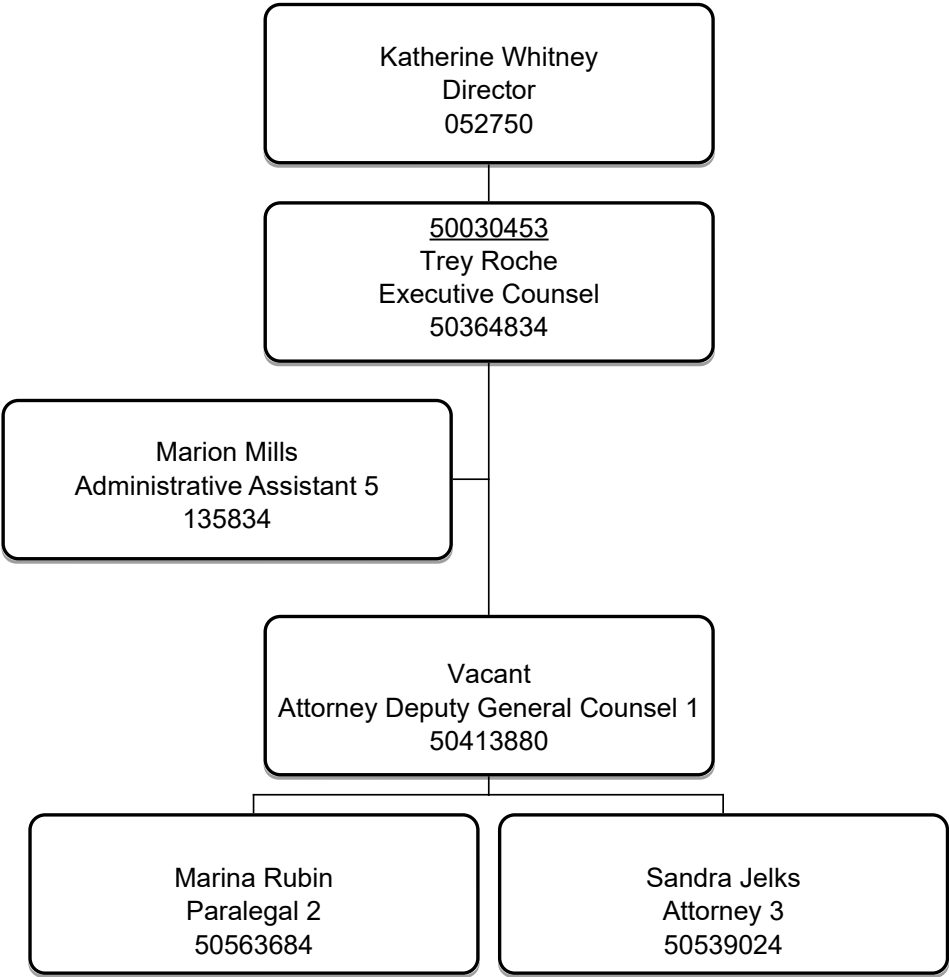 Katherine Whitney
Director
052750
50030453
Trey Roche
Executive Counsel
50364834
Marion Mills
Administrative Assistant 5
135834
Vacant
Attorney Deputy General Counsel 1
50413880
Marina Rubin
Paralegal 2
50563684
Sandra Jelks
Attorney 3
50539024